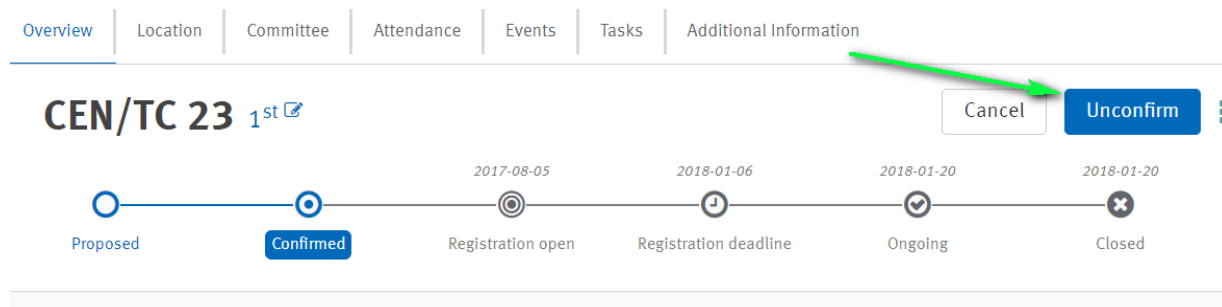 Overview Location Committee Attendance Events Tasks Additional Information
CEN/TC 23 1st Cancel Unconfirm
2017-08-05 2018-01-06 2018-01-20 2018-01-20
Proposed Confirmed Registration open Registration deadline Ongoing Closed